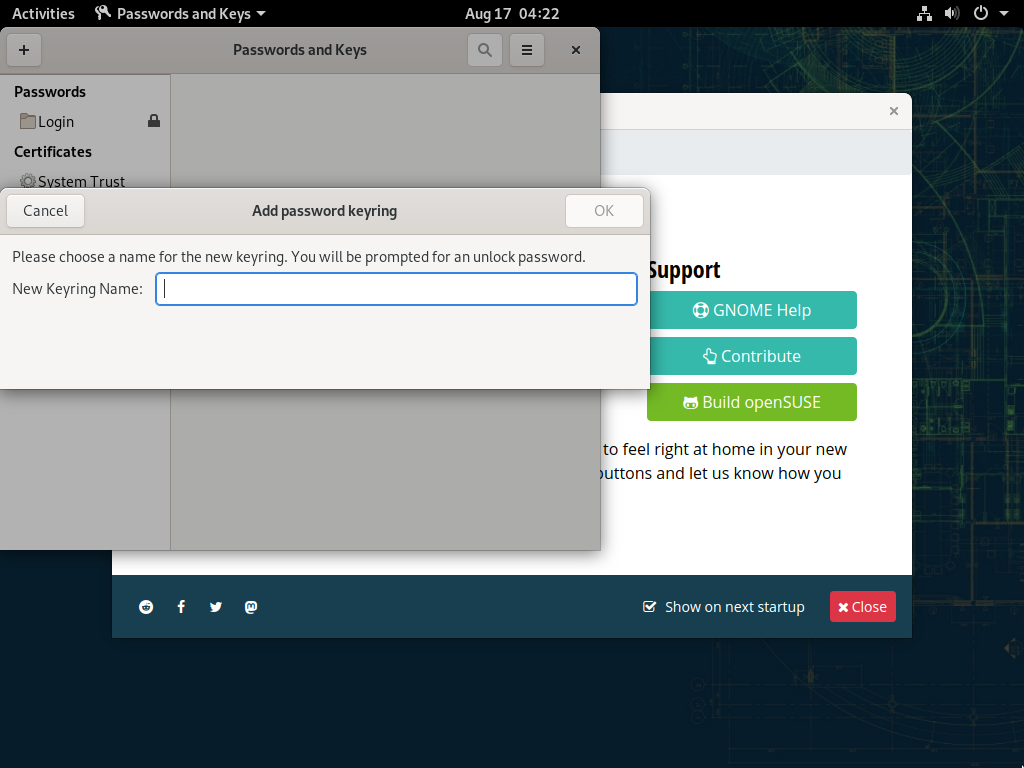 Activities
Passwords and Keys
Aug 17 04:22
Passwords and Keys
Passwords
Login
Certificates
System Trust
Cancel
Add password keyring
OK
Please choose a name for the new keyring. You will be prompted for an unlock password.
New Keyring Name:
Support
GNOME Help
Contribute
Build openSUSE
to feel right at home in your new
buttons and let us know how you
Show on next startup
Close